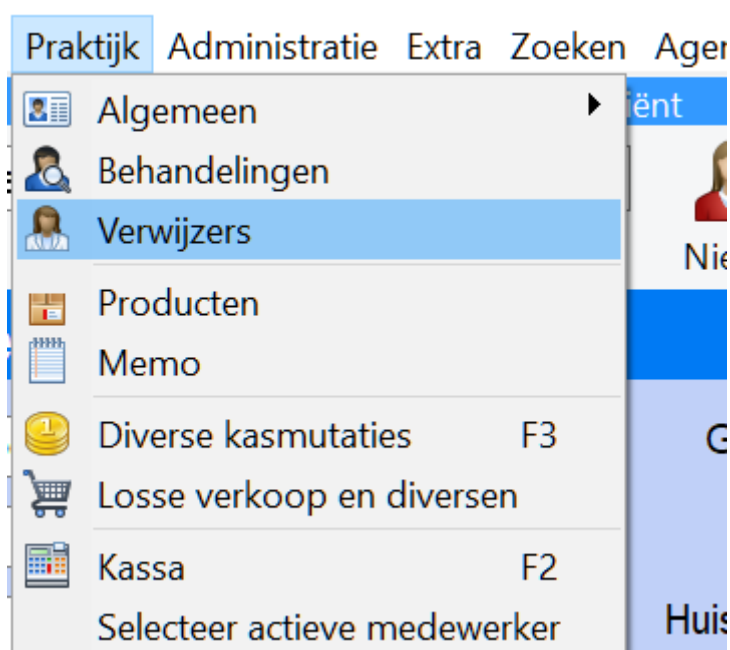 Praktijk Administratie Extra Zoeken
Algemeen
Behandelingen
Verwijzers
Producten
Memo
Diverse kasmutaties F3
Losse verkoop en diversen
Kassa F2
Selecteer actieve medewerker